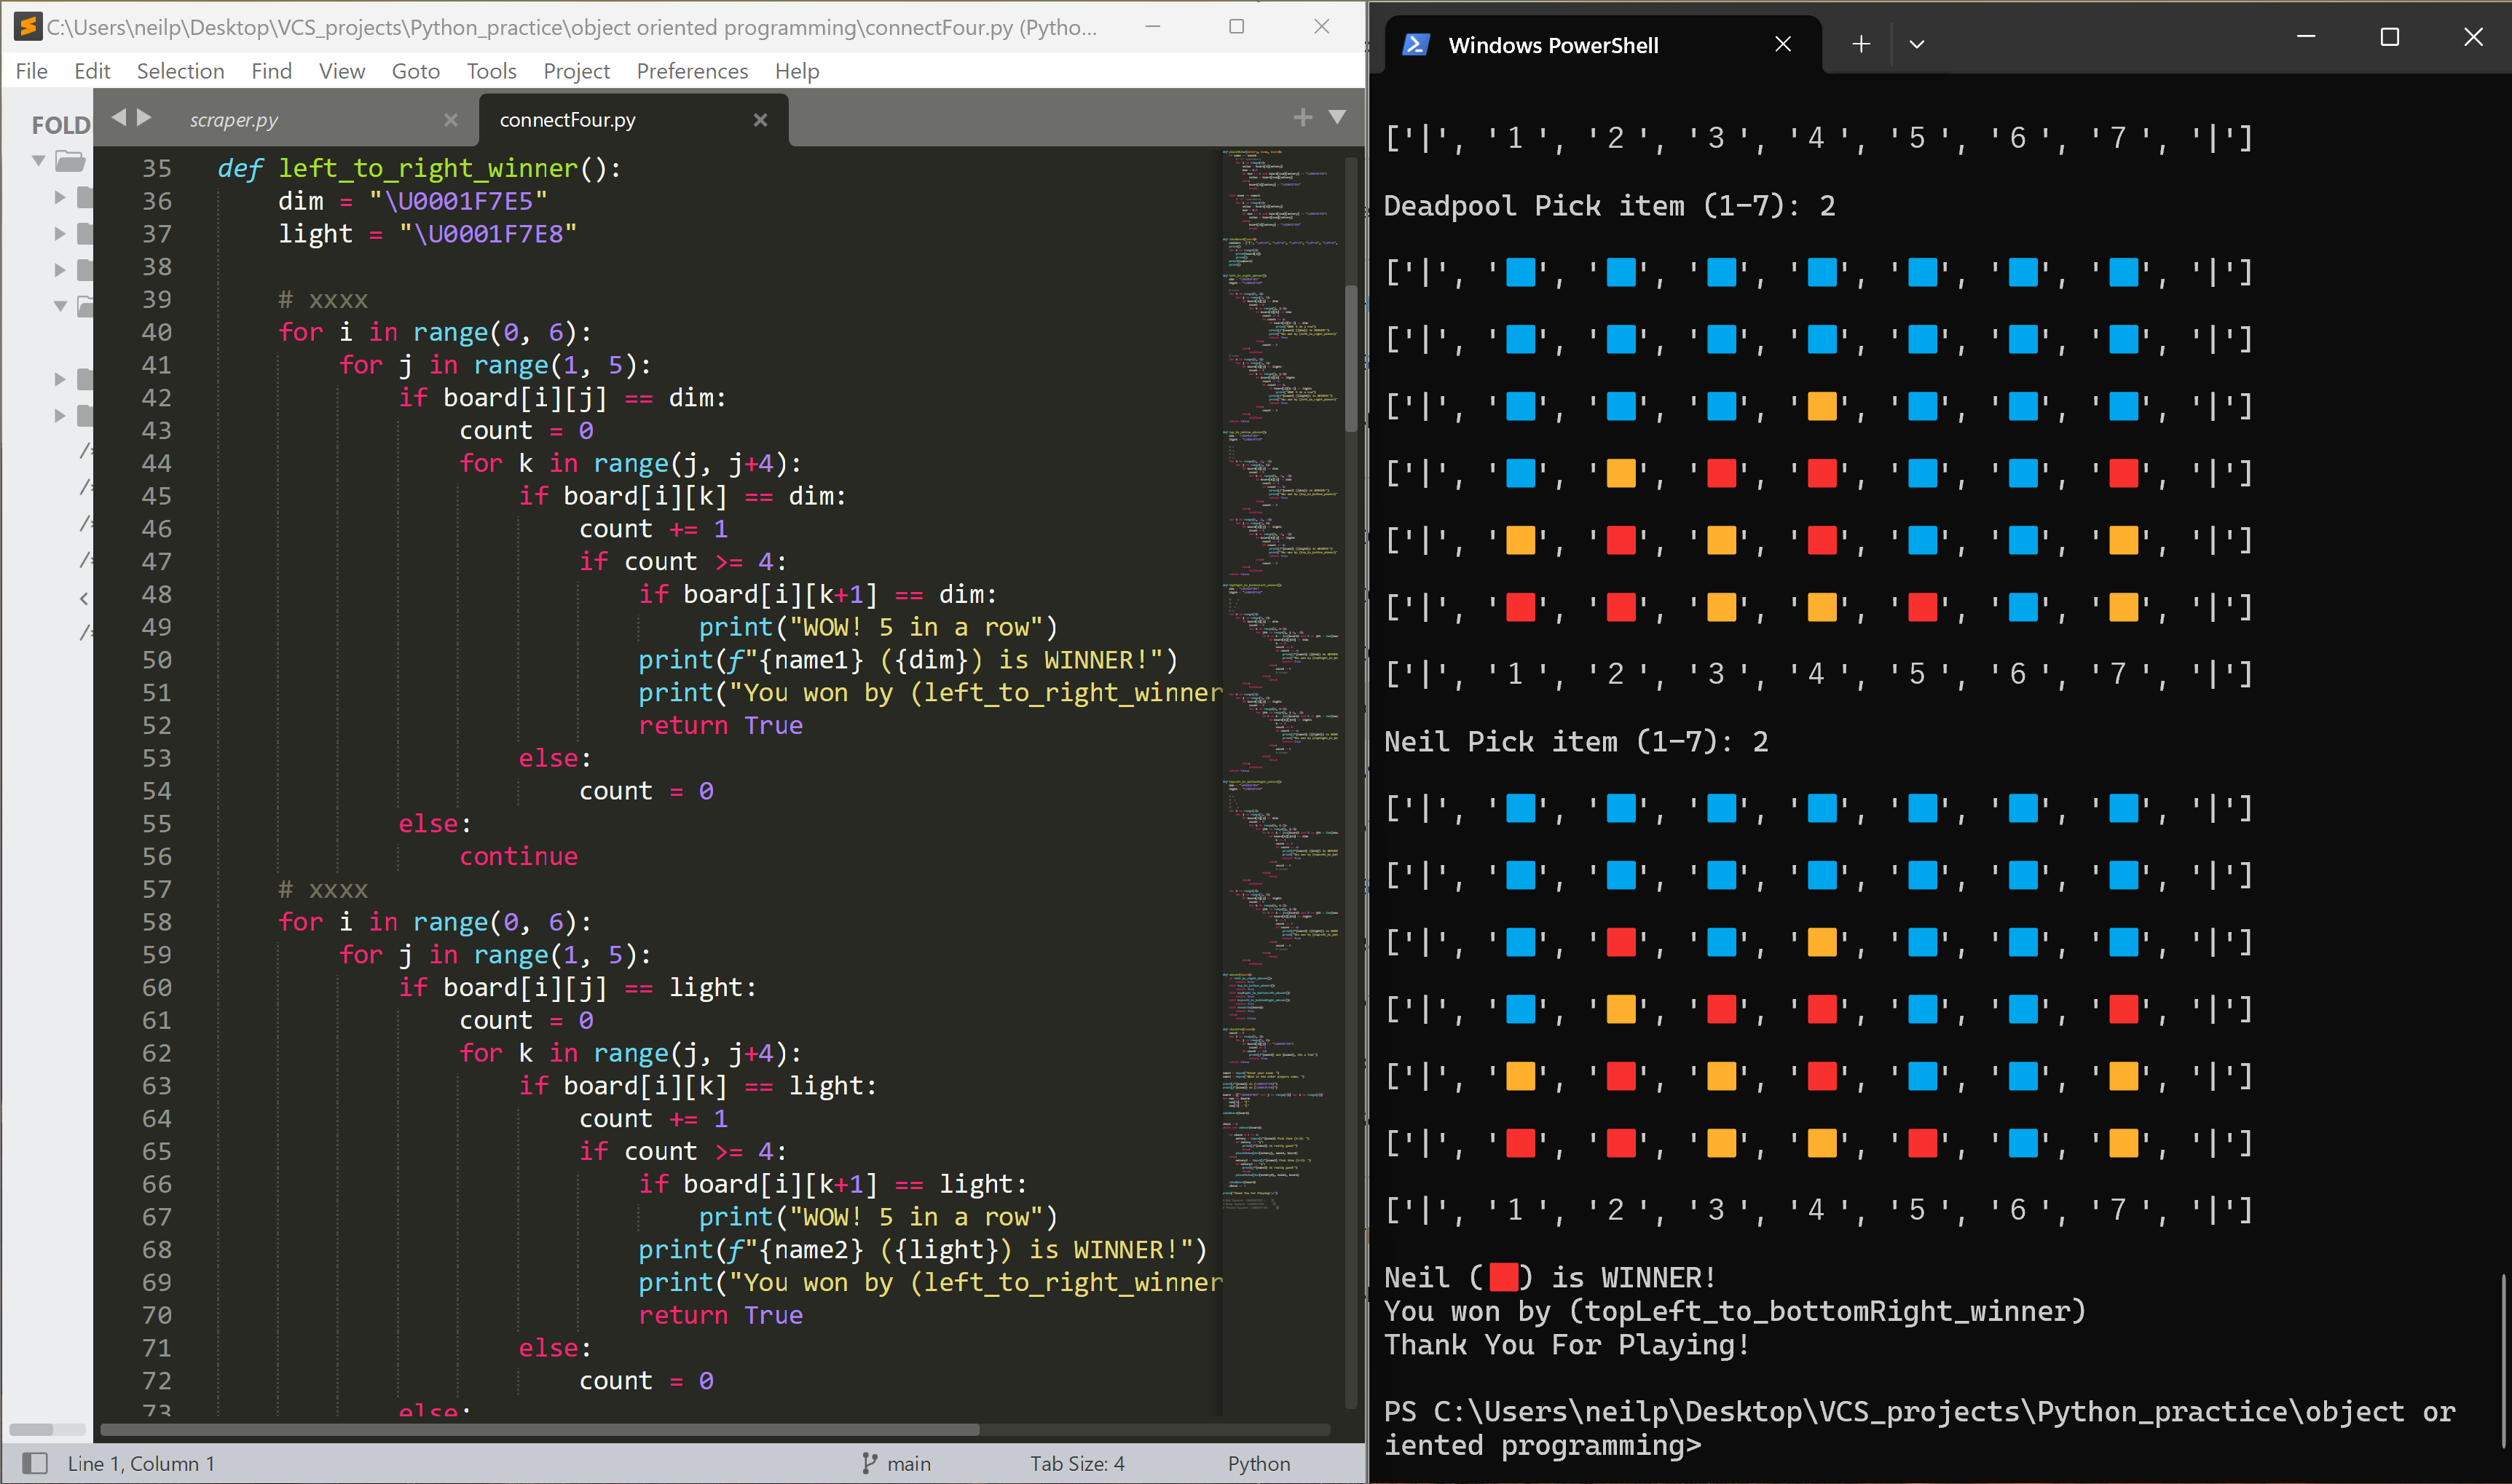 C:\Users\neilp\Desktop\VCS_projects\Python_practice\object oriented programming\connectFour.py (Pytho...
File Edit Selection Find View Goto Tools Project Preferences Help
FOLD
scraper.py
connectFour.py
35 def left_to_right_winner():
36 dim = "\U0001F7E5"
37 light = "\U0001F7E8"
38
39 # xxxx
40 for i in range(0, 6):
41 for j in range(1, 5):
42 if board[i][j] == dim:
43 count = 0
44 for k in range(j, j+4):
45 if board[i][k] == dim:
46 count += 1
47 if count >= 4:
48 if board[i][k+1] == dim:
49 print("WOW! 5 in a row")
50 print(f"{name1} ({dim}) is WINNER!")
51 print("You won by (left_to_right_winner
52 return True
53 else:
54 count = 0
55 else:
56 continue
57 # xxxx
58 for i in range(0, 6):
59 for j in range(1, 5):
60 if board[i][j] == light:
61 count = 0
62 for k in range(j, j+4):
63 if board[i][k] == light:
64 count += 1
65 if count >= 4:
66 if board[i][k+1] == light:
67 print("WOW! 5 in a row")
68 print(f"{name2} ({light}) is WINNER!")
69 print("You won by (left_to_right_winner
70 return True
71 else:
72 count = 0
73 else:
Line 1, Column 1 main Tab Size: 4 Python
Windows PowerShell
['|', '1', '2', '3', '4', '5', '6', '7', '|']
Deadpool Pick item (1-7): 2
['|', '🟦', '🟦', '🟦', '🟦', '🟦', '🟦', '🟦', '|']
['|', '🟦', '🟦', '🟦', '🟦', '🟦', '🟦', '🟦', '|']
['|', '🟦', '🟦', '🟦', '🟨', '🟦', '🟦', '🟦', '|']
['|', '🟦', '🟨', '🟥', '🟥', '🟦', '🟦', '🟥', '|']
['|', '🟨', '🟥', '🟨', '🟥', '🟦', '🟦', '🟨', '|']
['|', '🟥', '🟥', '🟨', '🟨', '🟥', '🟦', '🟨', '|']
['|', '1', '2', '3', '4', '5', '6', '7', '|']
Neil Pick item (1-7): 2
['|', '🟦', '🟦', '🟦', '🟦', '🟦', '🟦', '🟦', '|']
['|', '🟦', '🟦', '🟦', '🟦', '🟦', '🟦', '🟦', '|']
['|', '🟦', '🟥', '🟦', '🟨', '🟦', '🟦', '🟦', '|']
['|', '🟦', '🟨', '🟥', '🟥', '🟦', '🟦', '🟥', '|']
['|', '🟨', '🟥', '🟨', '🟥', '🟦', '🟦', '🟨', '|']
['|', '🟥', '🟥', '🟨', '🟨', '🟥', '🟦', '🟨', '|']
['|', '1', '2', '3', '4', '5', '6', '7', '|']
Neil (🟥) is WINNER!
You won by (topLeft_to_bottomRight_winner)
Thank You For Playing!
PS C:\Users\neilp\Desktop\VCS_projects\Python_practice\object or
iented programming>